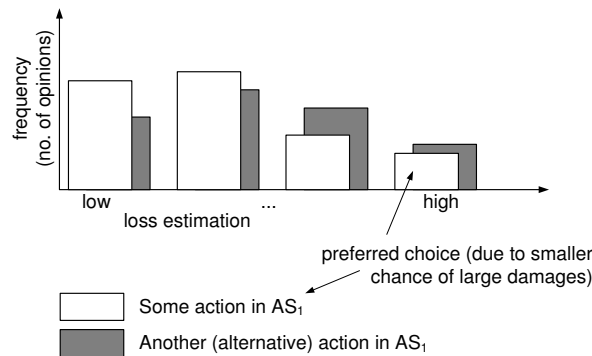 frequency
(no. of opinions)
low
...
high
loss estimation
preferred choice (due to smaller
chance of large damages)
Some action in AS₁
Another (alternative) action in AS₁